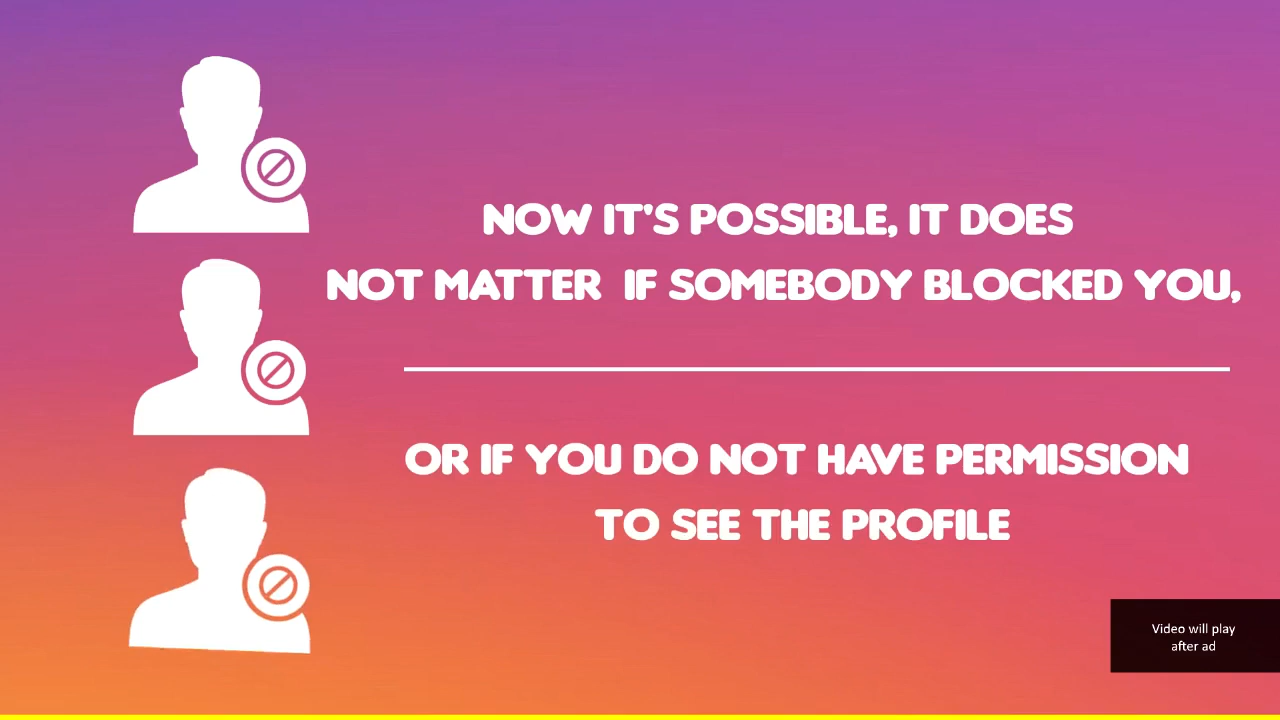 NOW IT'S POSSIBLE, IT DOES
NOT MATTER IF SOMEBODY BLOCKED YOU,
OR IF YOU DO NOT HAVE PERMISSION
TO SEE THE PROFILE
Video will play
after ad